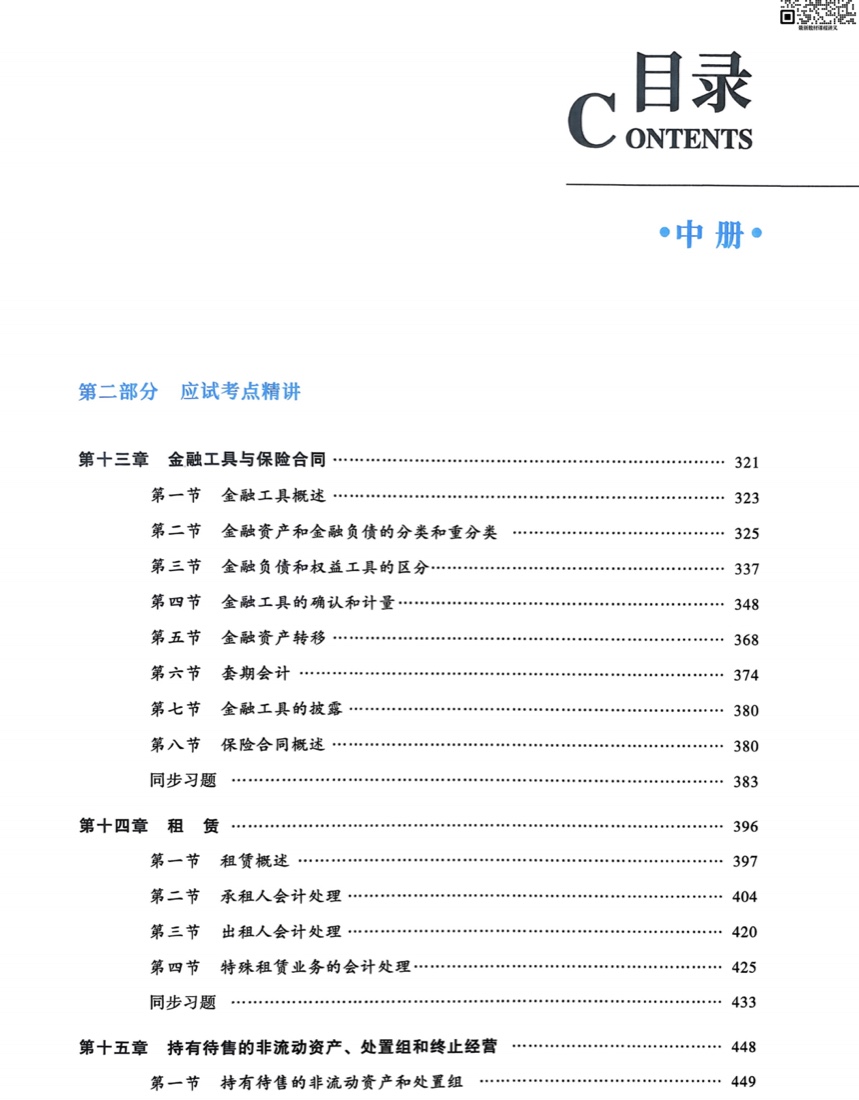 目录
CONTENTS
·中 册·
第二部分 应试考点精讲
第十三章 金融工具与保险合同 …… 321
第一节 金融工具概述 …… 323
第二节 金融资产和金融负债的分类和重分类 …… 325
第三节 金融负债和权益工具的区分 …… 337
第四节 金融工具的确认和计量 …… 348
第五节 金融资产转移 …… 368
第六节 套期会计 …… 374
第七节 金融工具的披露 …… 380
第八节 保险合同概述 …… 380
同步习题 …… 383
第十四章 租 赁 …… 396
第一节 租赁概述 …… 397
第二节 承租人会计处理 …… 404
第三节 出租人会计处理 …… 420
第四节 特殊租赁业务的会计处理 …… 425
同步习题 …… 433
第十五章 持有待售的非流动资产、处置组和终止经营 …… 448
第一节 持有待售的非流动资产和处置组 …… 449